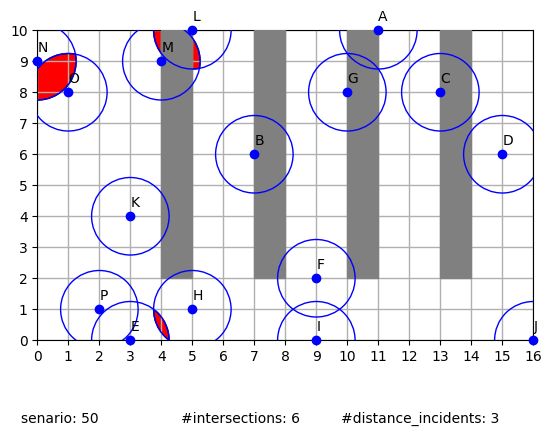 L A
10
N M
9
O G C
8
7
B D
6
5
K
4
3
F
2
P H
1
E I J
0
0 1 2 3 4 5 6 7 8 9 10 11 12 13 14 15 16
senario: 50 #intersections: 6 #distance_incidents: 3